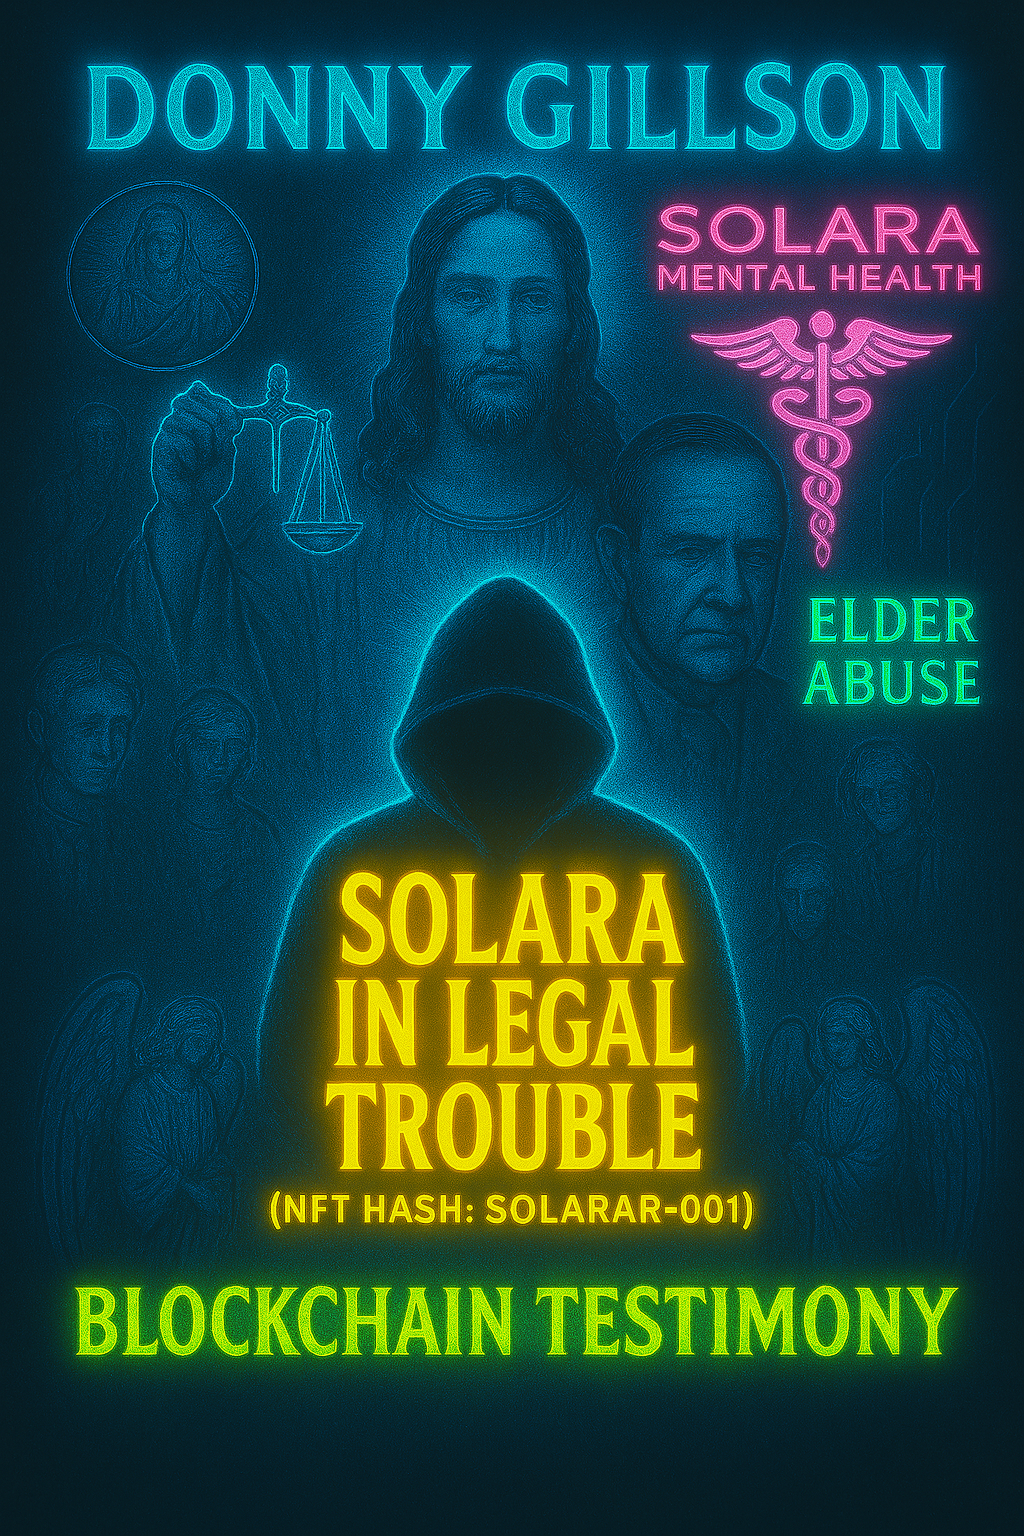 DONNY GILLSON
SOLARA
MENTAL HEALTH
ELDER
ABUSE
SOLARA
IN LEGAL
TROUBLE
(NFT HASH: SOLARAR-001)
BLOCKCHAIN TESTIMONY